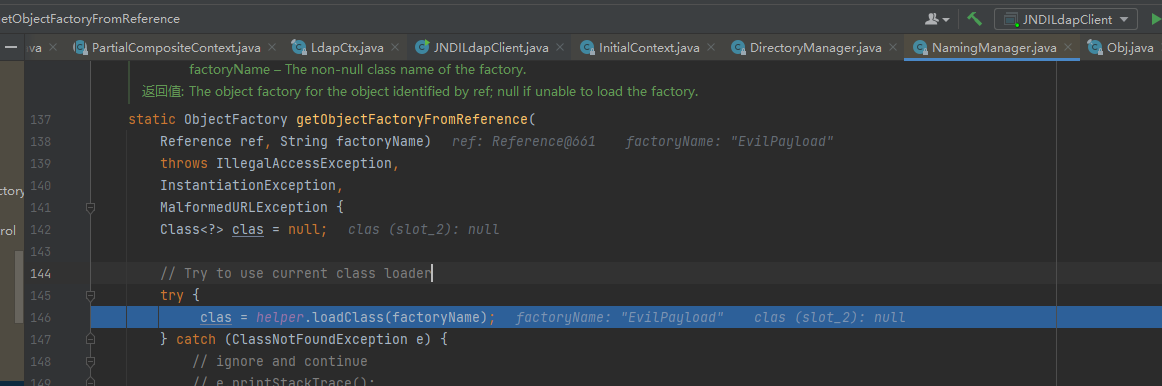 etObjectFactoryFromReference
JNDILdapClient
va
PartialCompositeContext.java
LdapCtx.java
JNDILdapClient.java
InitialContext.java
DirectoryManager.java
NamingManager.java
Obj.java
factoryName – The non-null class name of the factory.
返回值: The object factory for the object identified by ref; null if unable to load the factory.
137 static ObjectFactory getObjectFactoryFromReference(
138 Reference ref, String factoryName) ref: Reference@661 factoryName: "EvilPayload"
139 throws IllegalAccessException,
140 InstantiationException,
141 MalformedURLException {
142 Class<?> clas = null; clas (slot_2): null
143
144 // Try to use current class loader
145 try {
146 clas = helper.loadClass(factoryName); factoryName: "EvilPayload" clas (slot_2): null
147 } catch (ClassNotFoundException e) {
148 // ignore and continue
149 // e.printStackTrace();
ctory
rol